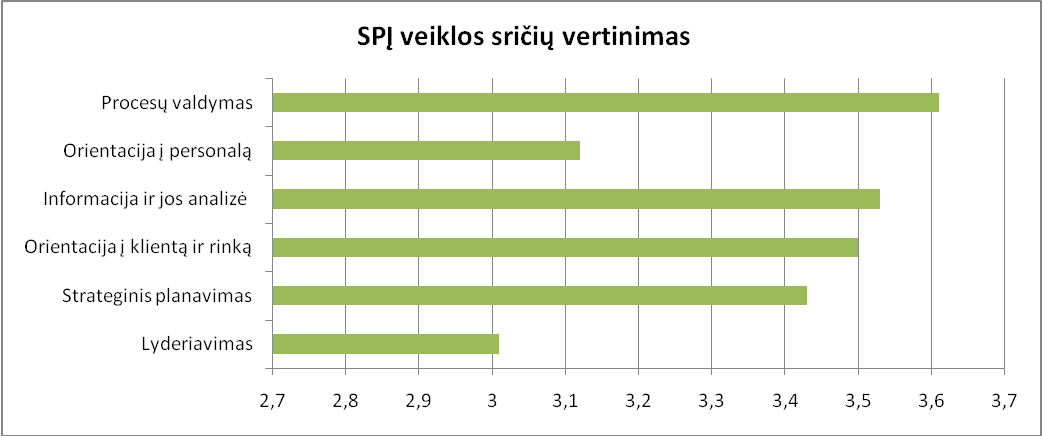 SPĮ veiklos sričių vertinimas
Procesų valdymas
Orientacija į personalą
Informacija ir jos analizė
Orientacija į klientą ir rinką
Strateginis planavimas
Lyderiavimas
2,7 2,8 2,9 3 3,1 3,2 3,3 3,4 3,5 3,6 3,7